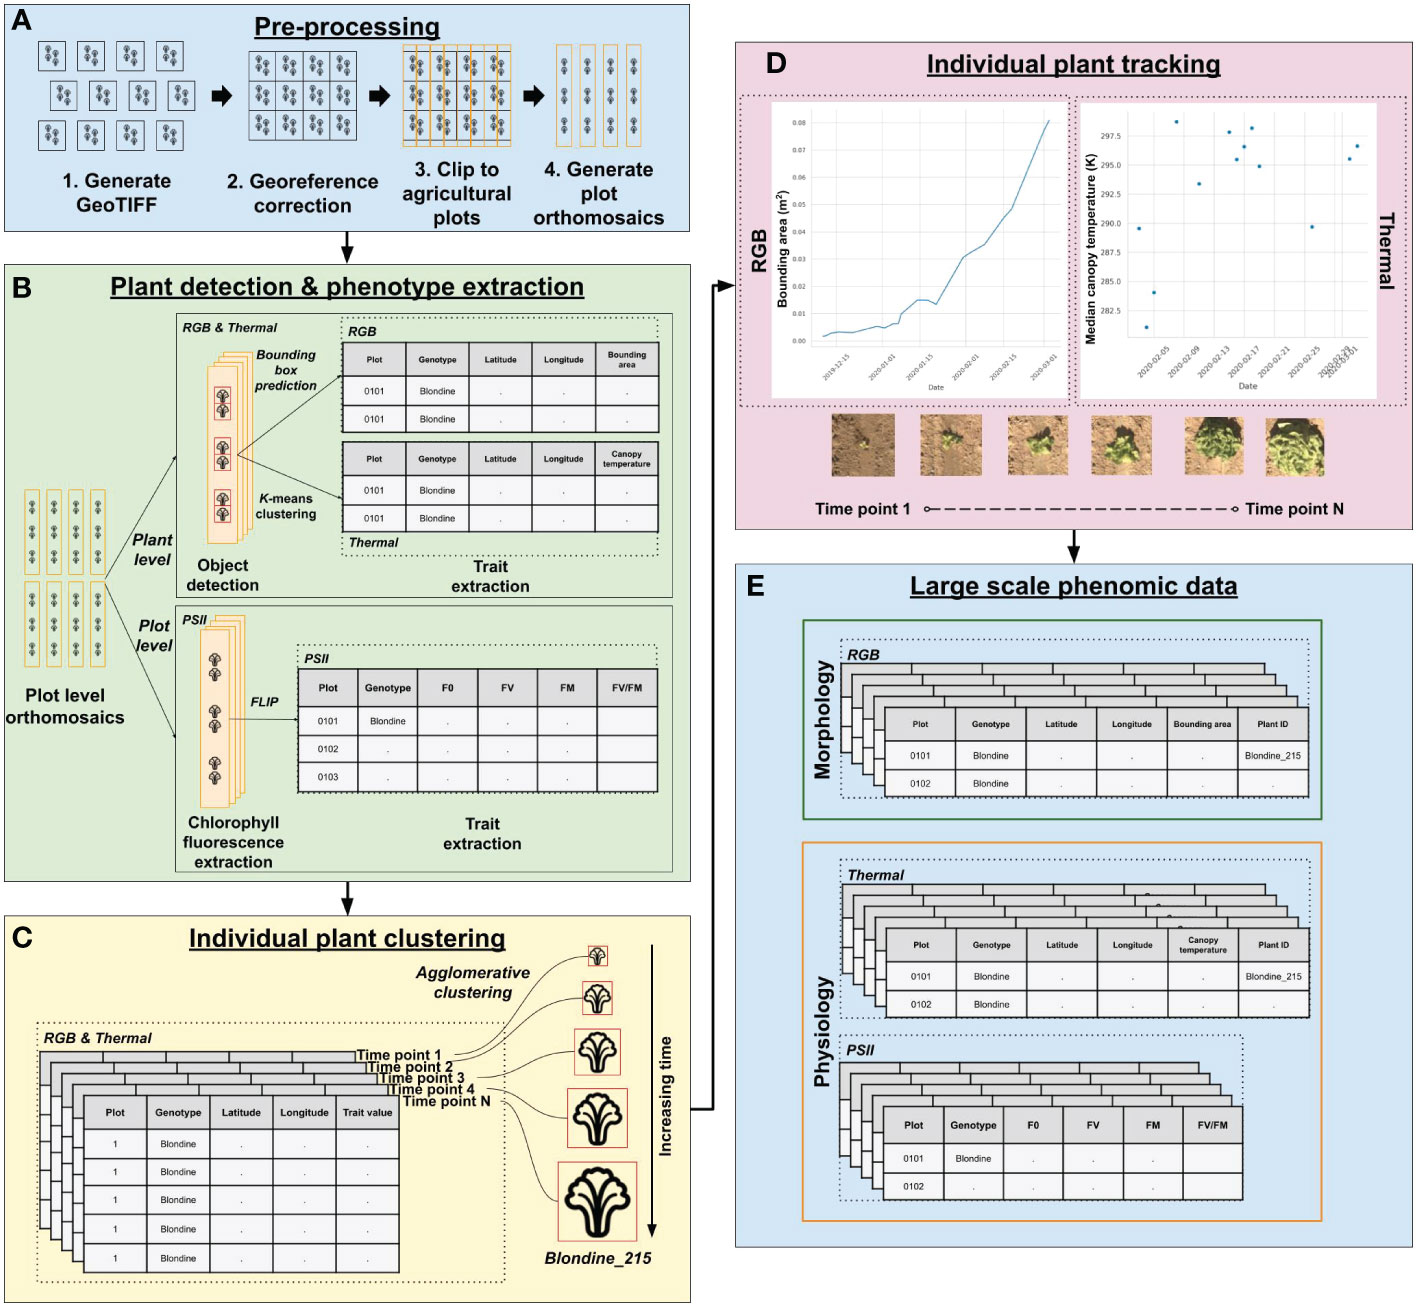 A
Pre-processing
1. Generate
GeoTIFF
2. Georeference
correction
3. Clip to
agricultural
plots
4. Generate
plot
orthomosaics
B
Plant detection & phenotype extraction
Plot level
orthomosaics
Plant
level
Plot
level
RGB & Thermal
Bounding
box
prediction
K-means
clustering
Object
detection
RGB
Plot Genotype Latitude Longitude Bounding
area
0101 Blondine . . .
0101 Blondine . . .
Plot Genotype Latitude Longitude Canopy
temperature
0101 Blondine . . .
0101 Blondine . . .
Thermal
Trait
extraction
PSII
FLIP
Chlorophyll
fluorescence
extraction
PSII
Plot Genotype F0 FV FM FV/FM
0101 Blondine . . .
0102 . . . .
0103 . . . .
Trait
extraction
C
Individual plant clustering
Agglomerative
clustering
RGB & Thermal
Time point 1
Time point 2
Time point 3
Time point 4
Time point N
Plot Genotype Latitude Longitude Trait value
1 Blondine . . .
1 Blondine . . .
1 Blondine . . .
1 Blondine . . .
1 Blondine . . .
Increasing time
Blondine_215
D
Individual plant tracking
RGB
Bounding area (m²)
0.08
0.07
0.06
0.05
0.04
0.03
0.02
0.01
0.00
2019-12-15
2020-01-01
2020-01-15
2020-02-01
2020-02-15
2020-03-01
Date
Thermal
Median canopy temperature (K)
297.5
295.0
292.5
290.0
287.5
285.0
282.5
2020-02-05
2020-02-09
2020-02-13
2020-02-17
2020-02-21
2020-02-25
2020-02-29
2020-03-01
Date
Time point 1
Time point N
E
Large scale phenomic data
Morphology
RGB
Plot Genotype Latitude Longitude Bounding area Plant ID
0101 Blondine . . . Blondine_215
0102 Blondine . . . .
Physiology
Thermal
Plot Genotype Latitude Longitude Canopy
temperature Plant ID
0101 Blondine . . . Blondine_215
0102 Blondine . . . .
PSII
Plot Genotype F0 FV FM FV/FM
0101 Blondine . . .
0102 . . . .